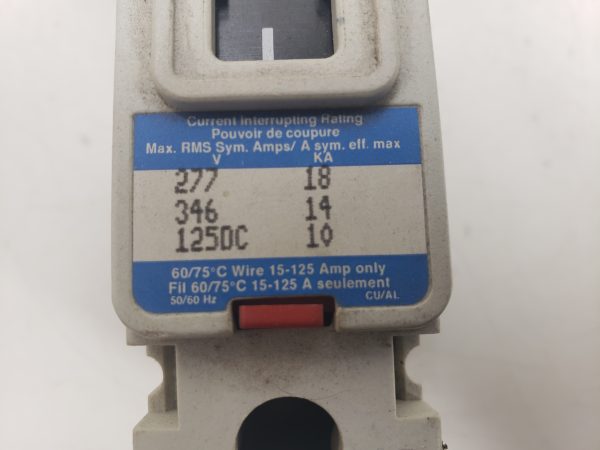 Current Interrupting Rating
Pouvoir de coupure
Max. RMS Sym. Amps/ A sym. eff. max
V KA
277 18
346 14
125DC 10
60/75°C Wire 15-125 Amp only
Fil 60/75°C 15-125 A seulement
50/60 Hz CU/AL